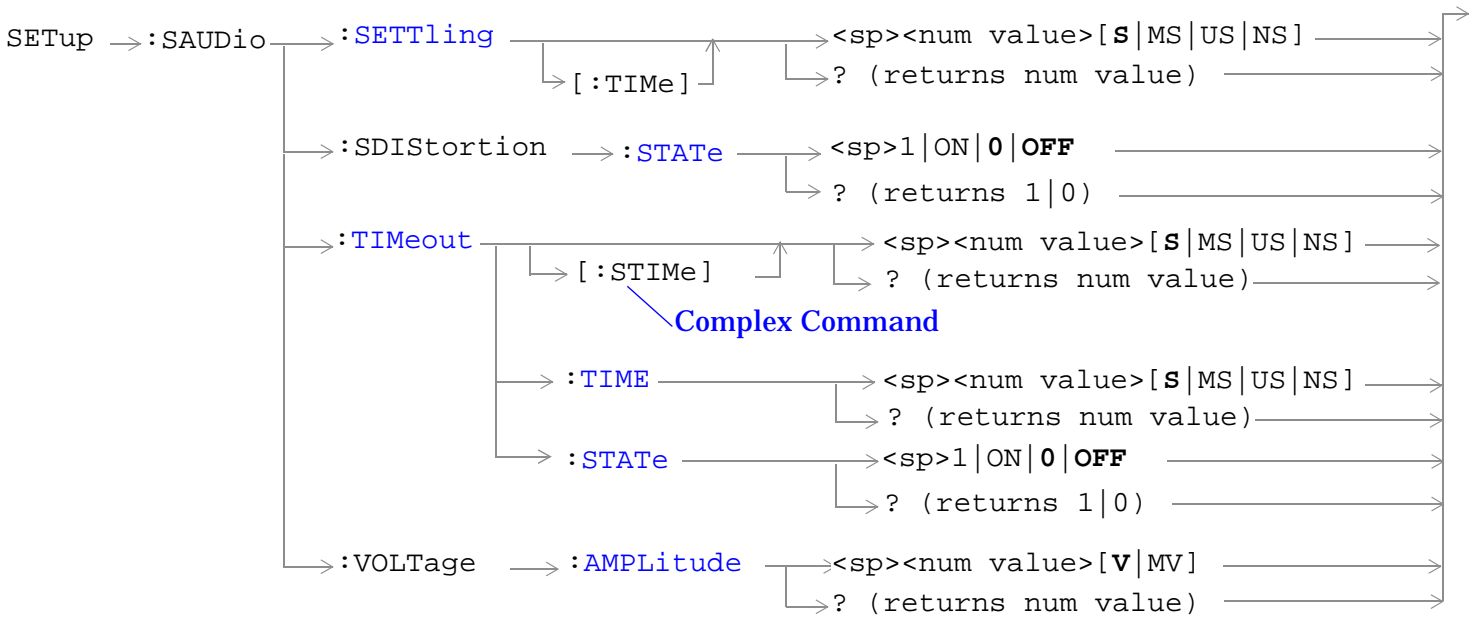 SETup :SAUDio :SETTling <sp><num value>[S|MS|US|NS]
[:TIMe] ? (returns num value)
:SDIStortion :STATe <sp>1|ON|0|OFF
? (returns 1|0)
:TIMeout <sp><num value>[S|MS|US|NS]
[:STIMe] ? (returns num value)
Complex Command
:TIME <sp><num value>[S|MS|US|NS]
? (returns num value)
:STATe <sp>1|ON|0|OFF
? (returns 1|0)
:VOLTage :AMPLitude <sp><num value>[V|MV]
? (returns num value)